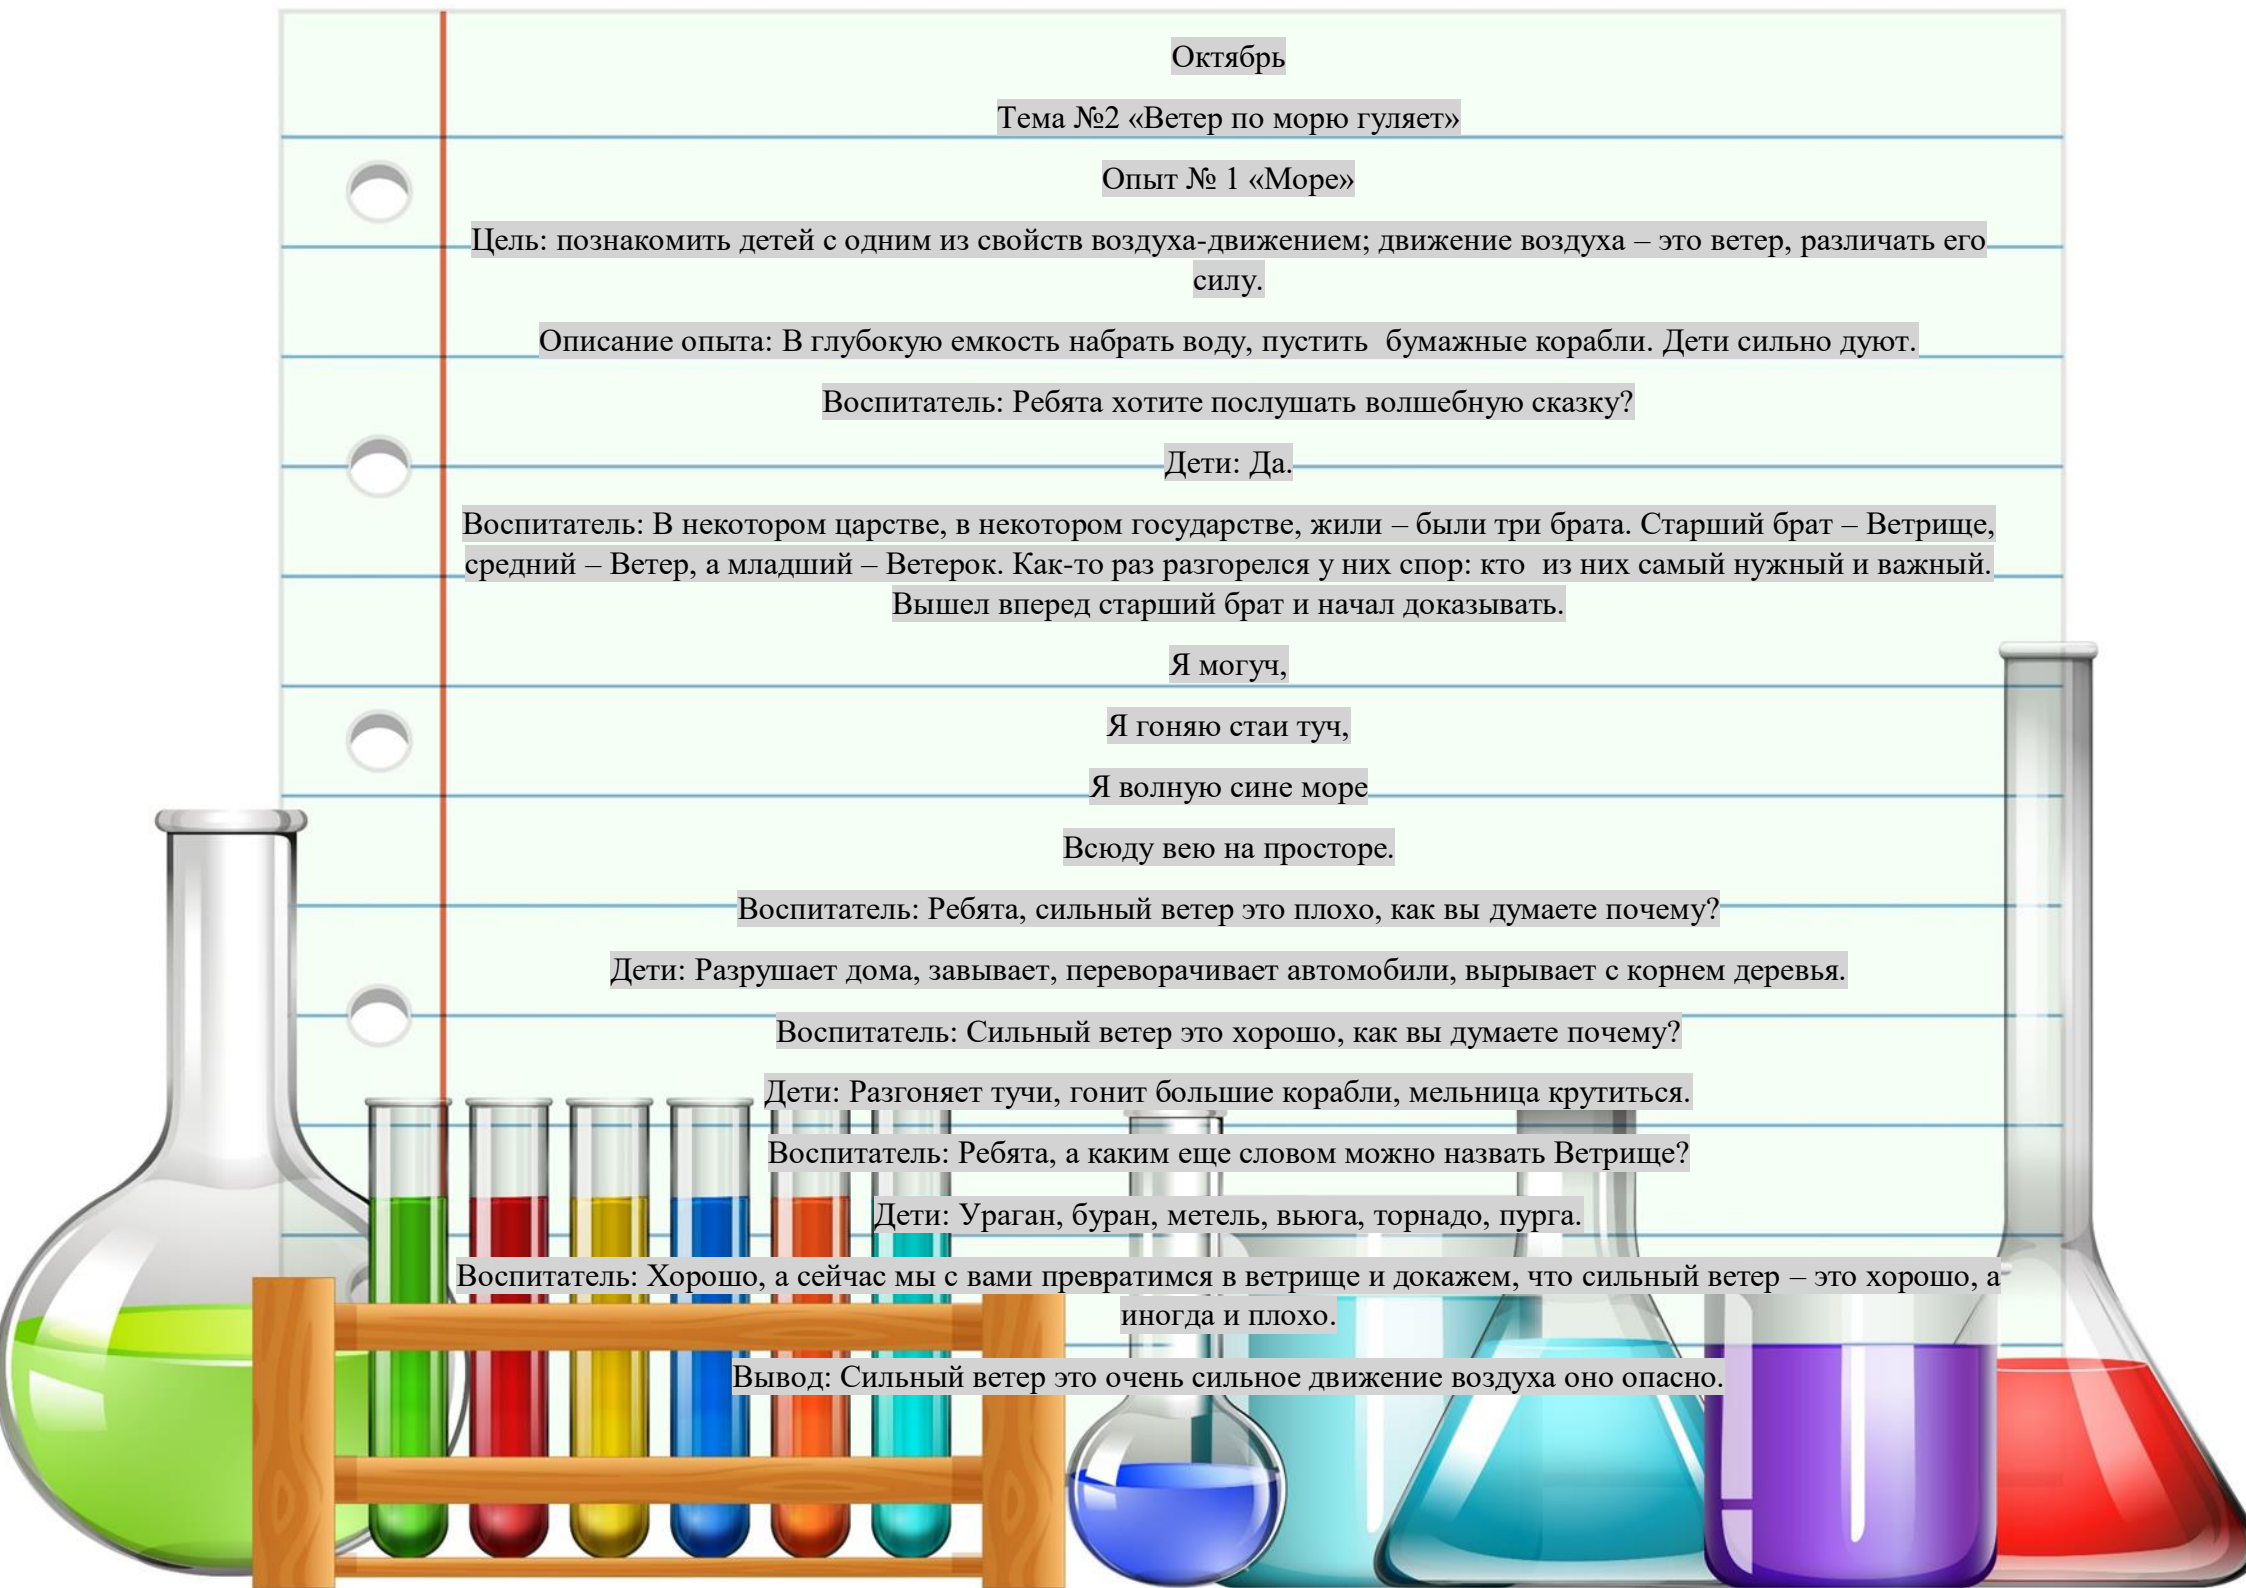 Октябрь
Тема №2 «Ветер по морю гуляет»
Опыт № 1 «Море»
Цель: познакомить детей с одним из свойств воздуха-движением; движение воздуха – это ветер, различать его
силу.
Описание опыта: В глубокую емкость набрать воду, пустить  бумажные корабли. Дети сильно дуют.
Воспитатель: Ребята хотите послушать волшебную сказку?
Дети: Да.
Воспитатель: В некотором царстве, в некотором государстве, жили – были три брата. Старший брат – Ветрище,
средний – Ветер, а младший – Ветерок. Как-то раз разгорелся у них спор: кто  из них самый нужный и важный.
Вышел вперед старший брат и начал доказывать.
Я могуч,
Я гоняю стаи туч,
Я волную сине море
Всюду вею на просторе.
Воспитатель: Ребята, сильный ветер это плохо, как вы думаете почему?
Дети: Разрушает дома, завывает, переворачивает автомобили, вырывает с корнем деревья.
Воспитатель: Сильный ветер это хорошо, как вы думаете почему?
Дети: Разгоняет тучи, гонит большие корабли, мельница крутиться.
Воспитатель: Ребята, а каким еще словом можно назвать Ветрище?
Дети: Ураган, буран, метель, вьюга, торнадо, пурга.
Воспитатель: Хорошо, а сейчас мы с вами превратимся в ветрище и докажем, что сильный ветер – это хорошо, а
иногда и плохо.
Вывод: Сильный ветер это очень сильное движение воздуха оно опасно.